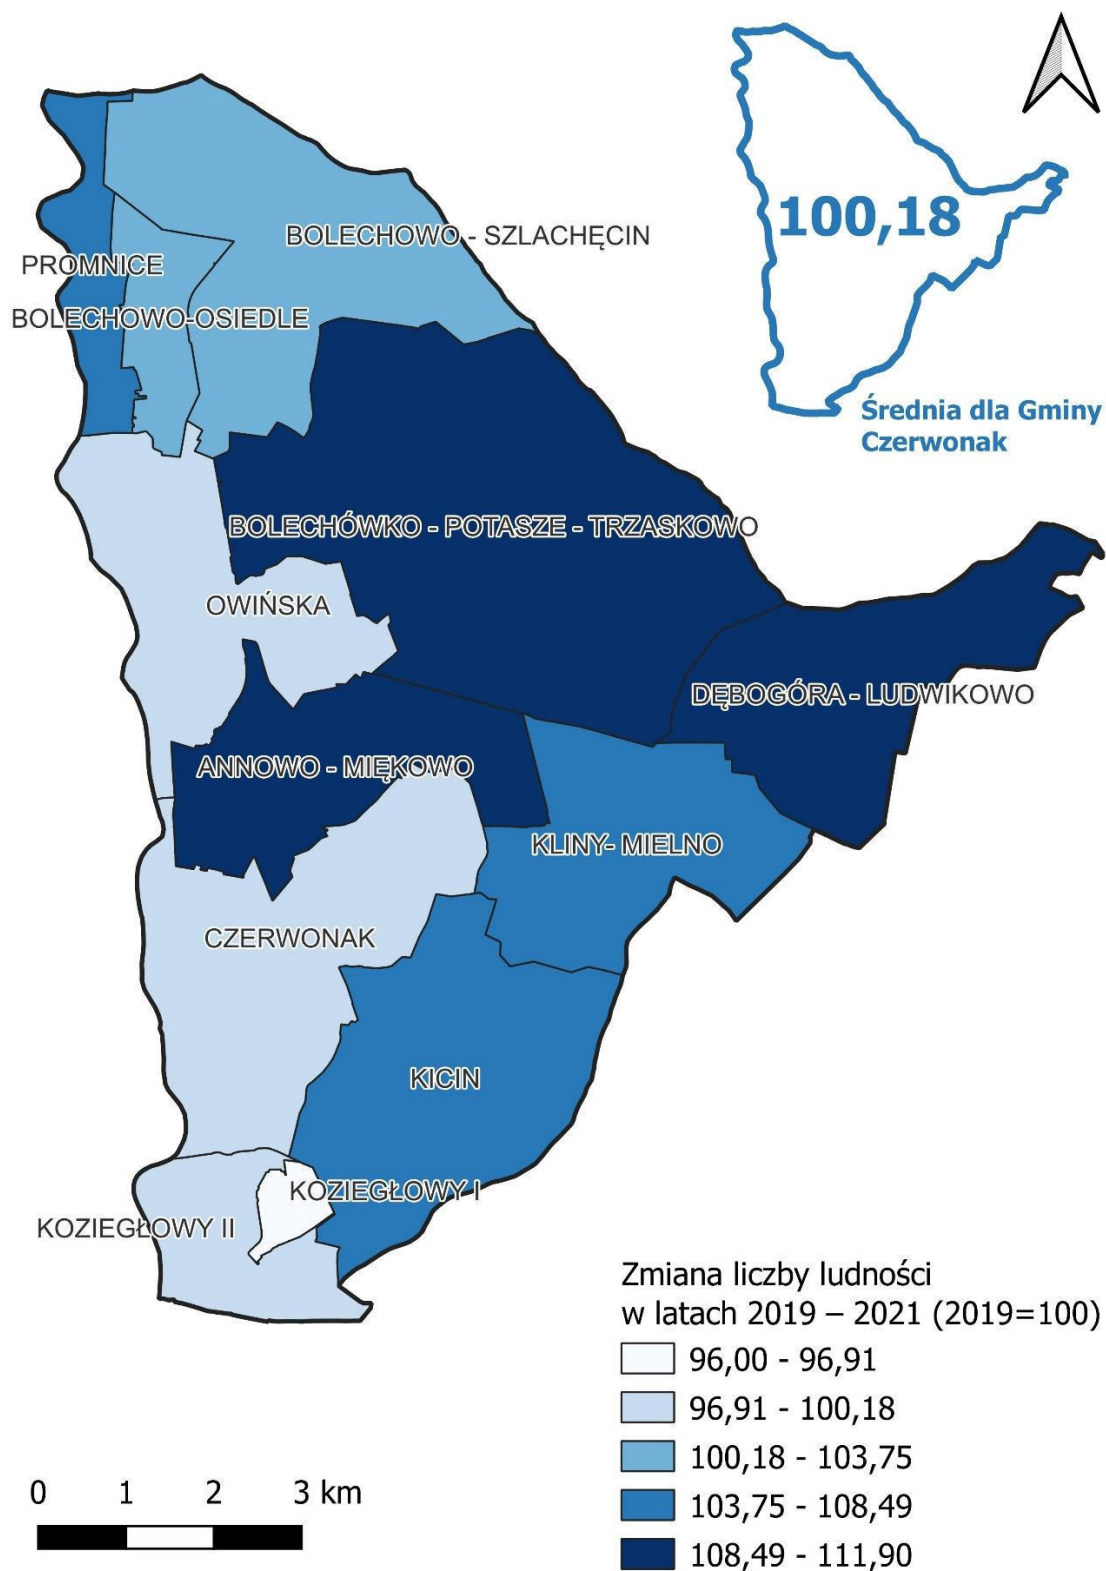 100,18
Średnia dla Gminy
Czerwonak
BOLECHOWO - SZLACHĘCIN
PROMNICE
BOLECHOWO-OSIEDLE
BOLECHÓWKO - POTASZE - TRZASKOWO
OWIŃSKA
DĘBOGÓRA - LUDWIKOWO
ANNOWO - MIĘKOWO
KLINY- MIELNO
CZERWONAK
KICIN
KOZIEGŁOWY I
KOZIEGŁOWY II
Zmiana liczby ludności
w latach 2019 – 2021 (2019=100)
96,00 - 96,91
96,91 - 100,18
100,18 - 103,75
103,75 - 108,49
108,49 - 111,90
0 1 2 3 km